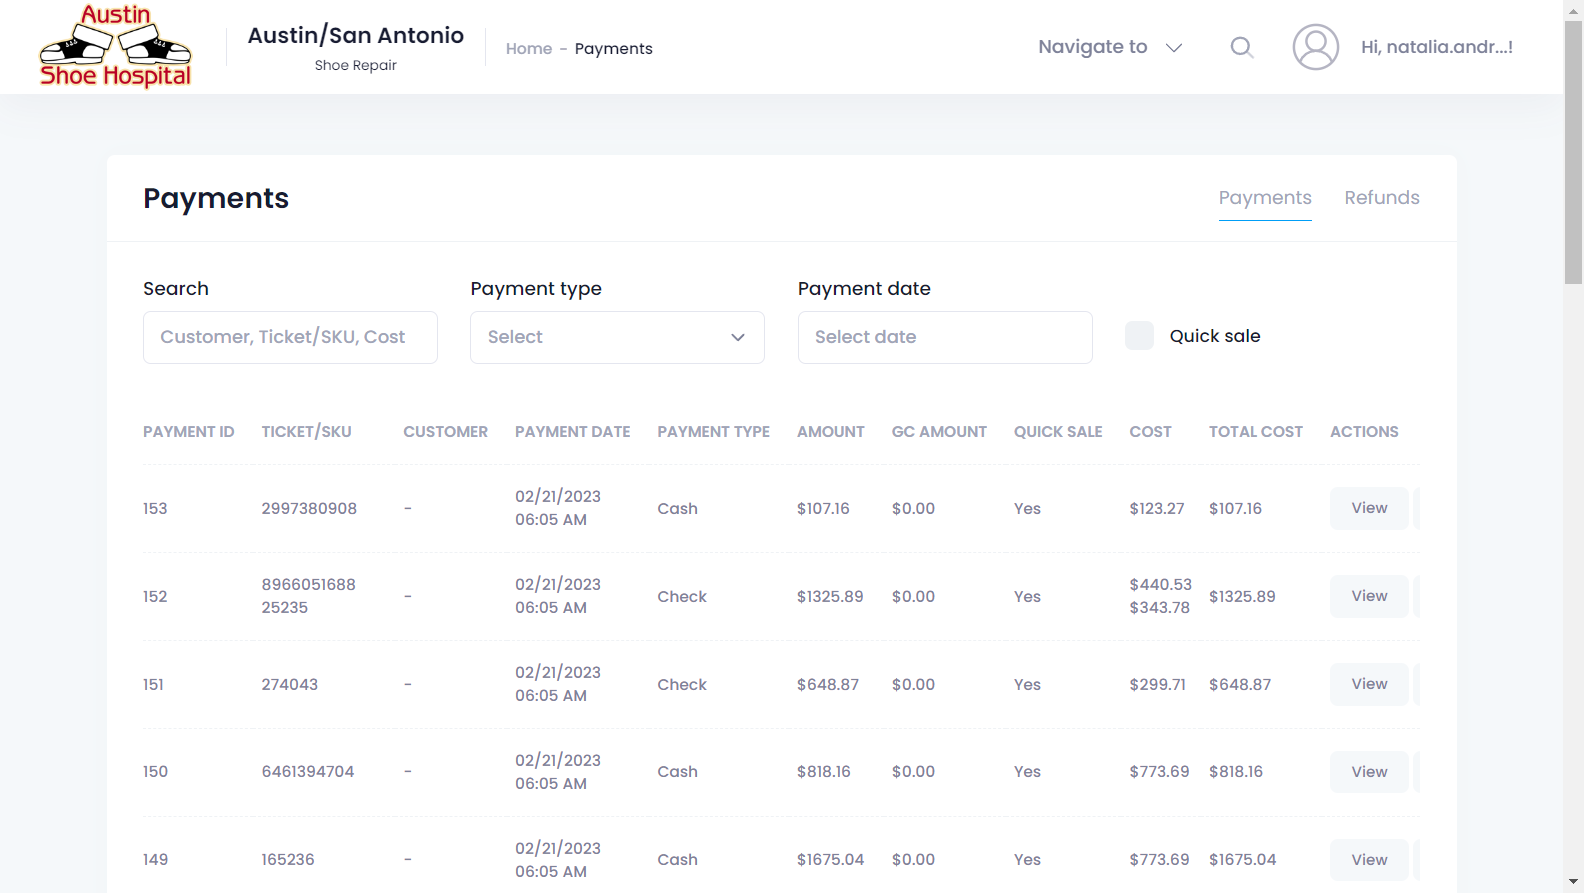 Austin
Shoe Hospital
Austin/San Antonio
Shoe Repair
Home - Payments
Navigate to
Hi, natalia.andr...!
Payments
Payments Refunds
Search
Payment type
Payment date
Customer, Ticket/SKU, Cost
Select
Select date
Quick sale
PAYMENT ID TICKET/SKU CUSTOMER PAYMENT DATE PAYMENT TYPE AMOUNT GC AMOUNT QUICK SALE COST TOTAL COST ACTIONS
153 2997380908 - 02/21/2023 06:05 AM Cash $107.16 $0.00 Yes $123.27 $107.16 View
152 8966051688 25235 - 02/21/2023 06:05 AM Check $1325.89 $0.00 Yes $440.53 $343.78 $1325.89 View
151 274043 - 02/21/2023 06:05 AM Check $648.87 $0.00 Yes $299.71 $648.87 View
150 6461394704 - 02/21/2023 06:05 AM Cash $818.16 $0.00 Yes $773.69 $818.16 View
149 165236 - 02/21/2023 06:05 AM Cash $1675.04 $0.00 Yes $773.69 $1675.04 View